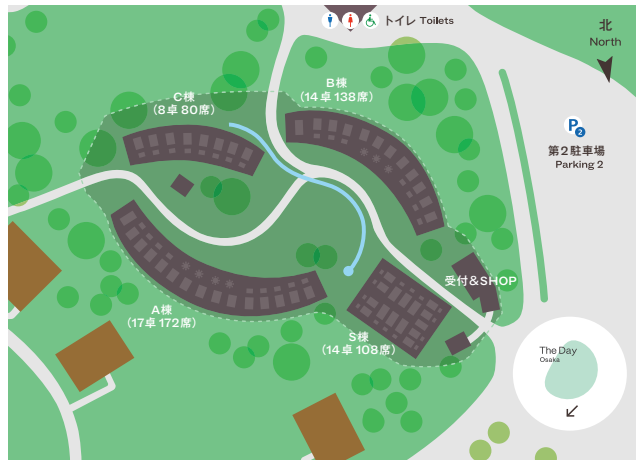 トイレ Toilets
北
North
C棟
(8卓 80席)
B棟
(14卓 138席)
P2
第2駐車場
Parking 2
受付&SHOP
A棟
(17卓 172席)
S棟
(14卓 108席)
The Day
Osaka